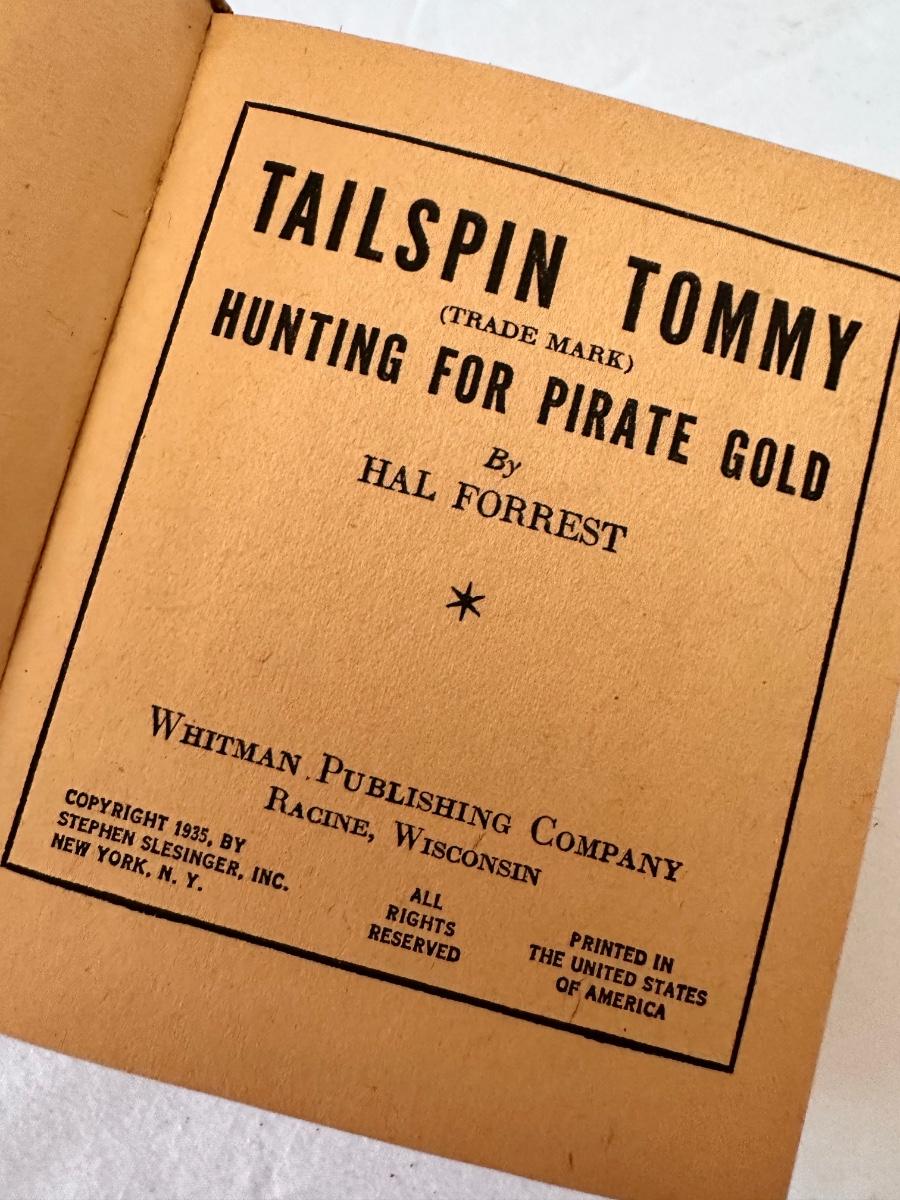 TAILSPIN TOMMY
(TRADE MARK)
HUNTING FOR PIRATE GOLD
By
HAL FORREST
WHITMAN PUBLISHING COMPANY
RACINE, WISCONSIN
COPYRIGHT 1935, BY
STEPHEN SLESINGER, INC.
NEW YORK, N. Y.
ALL
RIGHTS
RESERVED
PRINTED IN
THE UNITED STATES
OF AMERICA